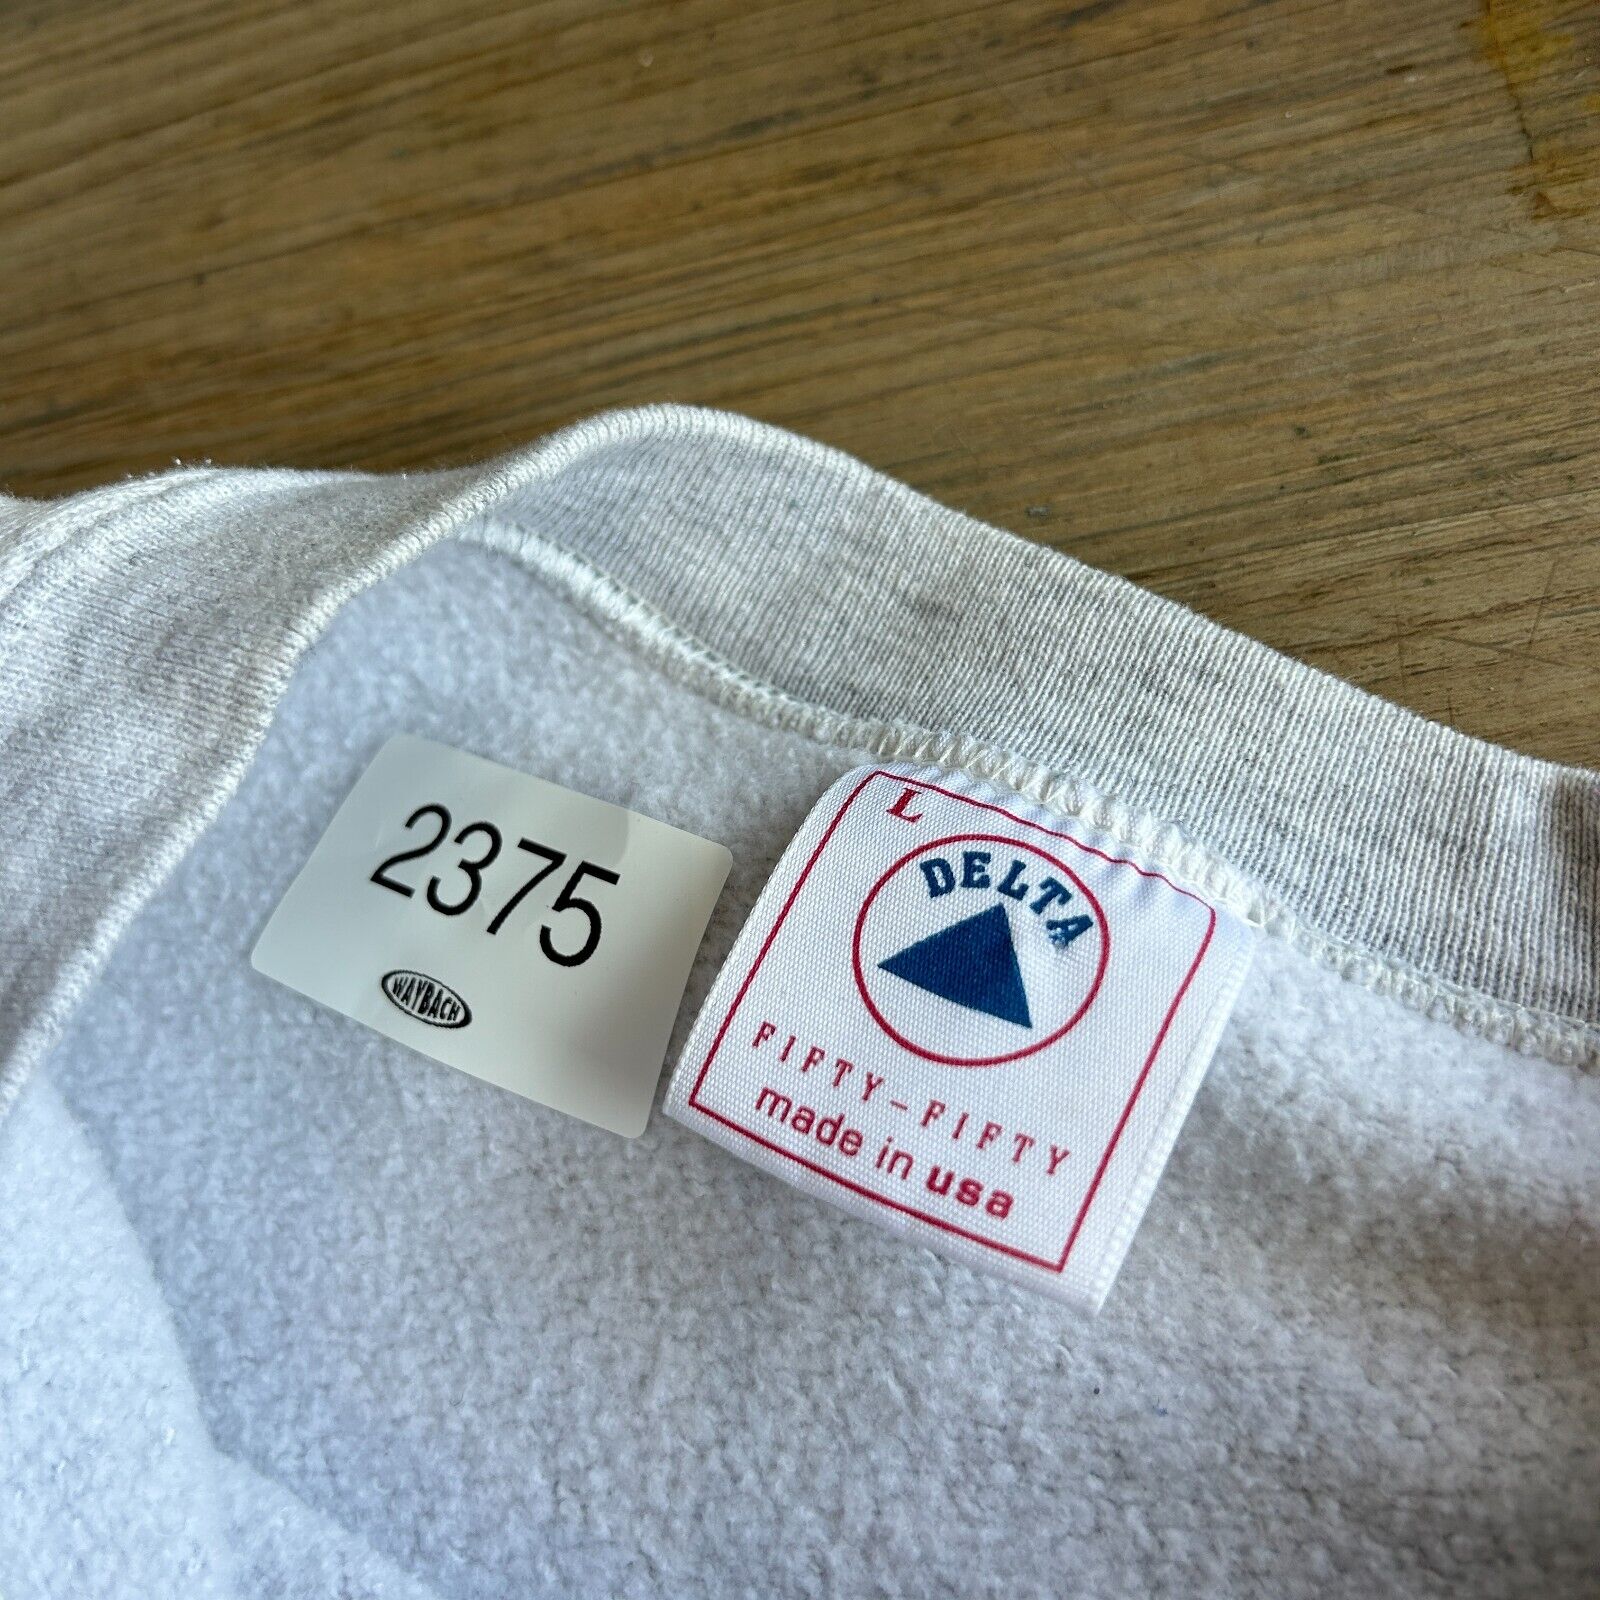 2375
WAYBACH
L
DELTA
FIFTY-FIFTY
made in usa